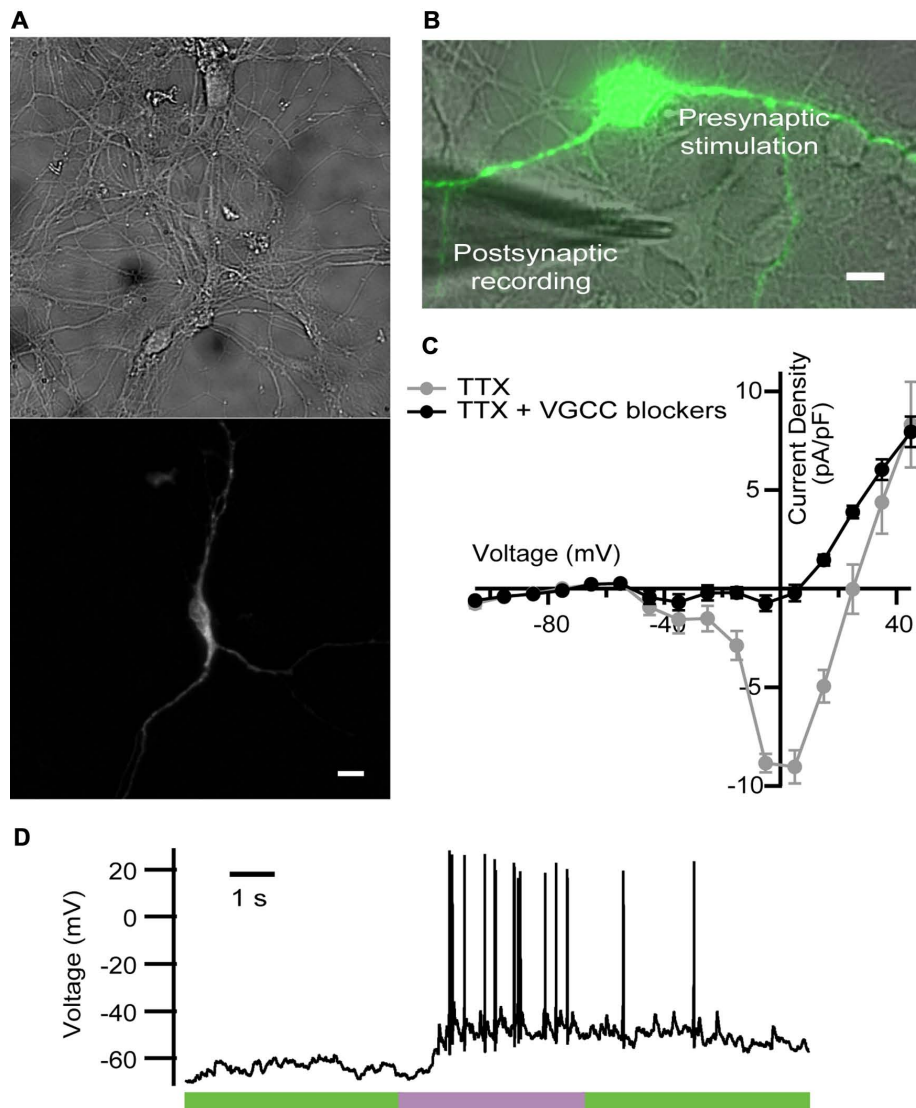 A
B
Presynaptic
stimulation
Postsynaptic
recording
C
TTX
TTX + VGCC blockers
Current Density
(pA/pF)
10
5
Voltage (mV)
-80
-40
40
-5
-10
D
Voltage (mV)
20
0
-20
-40
-60
1 s